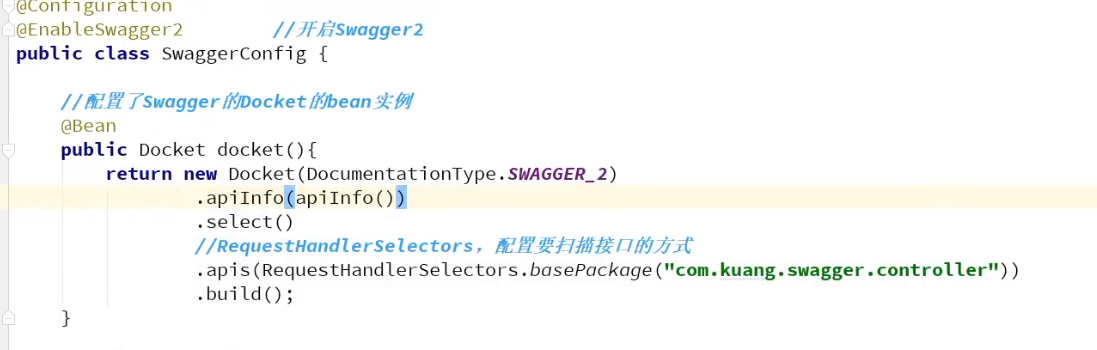 @Configuration
@EnableSwagger2        //开启Swagger2
public class SwaggerConfig {
    //配置了Swagger的Docket的bean实例
    @Bean
    public Docket docket(){
        return new Docket(DocumentationType.SWAGGER_2)
                .apiInfo(apiInfo())
                .select()
                //RequestHandlerSelectors，配置要扫描接口的方式
                .apis(RequestHandlerSelectors.basePackage("com.kuang.swagger.controller"))
                .build();
    }